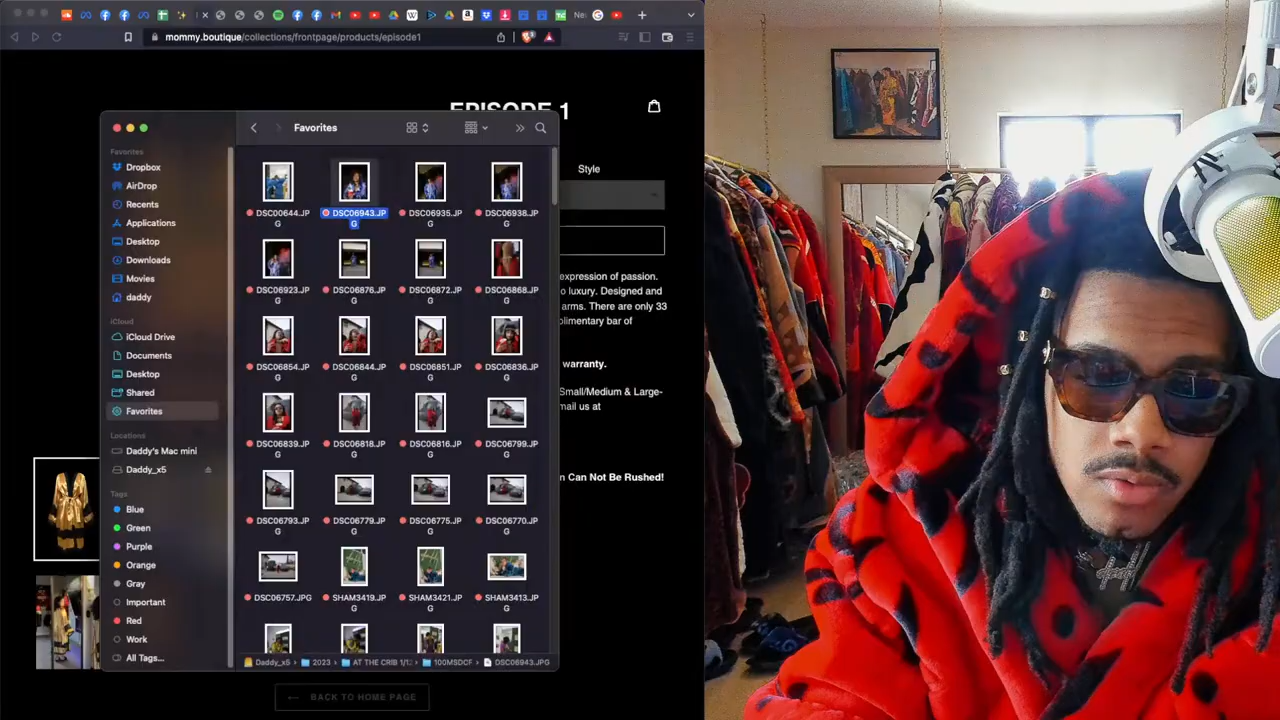 Ne
mommy.boutique/collections/frontpage/products/episode1
EPISODE 1
Favorites
Style
Favorites
Dropbox
AirDrop
Recents
Applications
Desktop
Downloads
Movies
daddy
iCloud
iCloud Drive
Documents
Desktop
Shared
Favorites
Locations
Daddy's Mac mini
Daddy_x5
Tags
Blue
Green
Purple
Orange
Gray
Important
Red
Work
All Tags...
DSC00644.JPG
DSC06943.JPG
DSC06935.JPG
DSC06938.JPG
DSC06923.JPG
DSC06876.JPG
DSC06872.JPG
DSC06868.JPG
DSC06854.JPG
DSC06844.JPG
DSC06851.JPG
DSC06836.JPG
DSC06839.JPG
DSC06818.JPG
DSC06816.JPG
DSC06799.JPG
DSC06793.JPG
DSC06779.JPG
DSC06775.JPG
DSC06770.JPG
DSC06757.JPG
SHAM3419.JPG
SHAM3421.JPG
SHAM3413.JPG
Daddy_x5 › 2023 › AT THE CRIB 1/1: › 100MSDCF › DSC06943.JPG
expression of passion.
o luxury. Designed and
arms. There are only 33
plimentary bar of
warranty.
Small/Medium & Large-
mail us at
n Can Not Be Rushed!
← BACK TO HOME PAGE